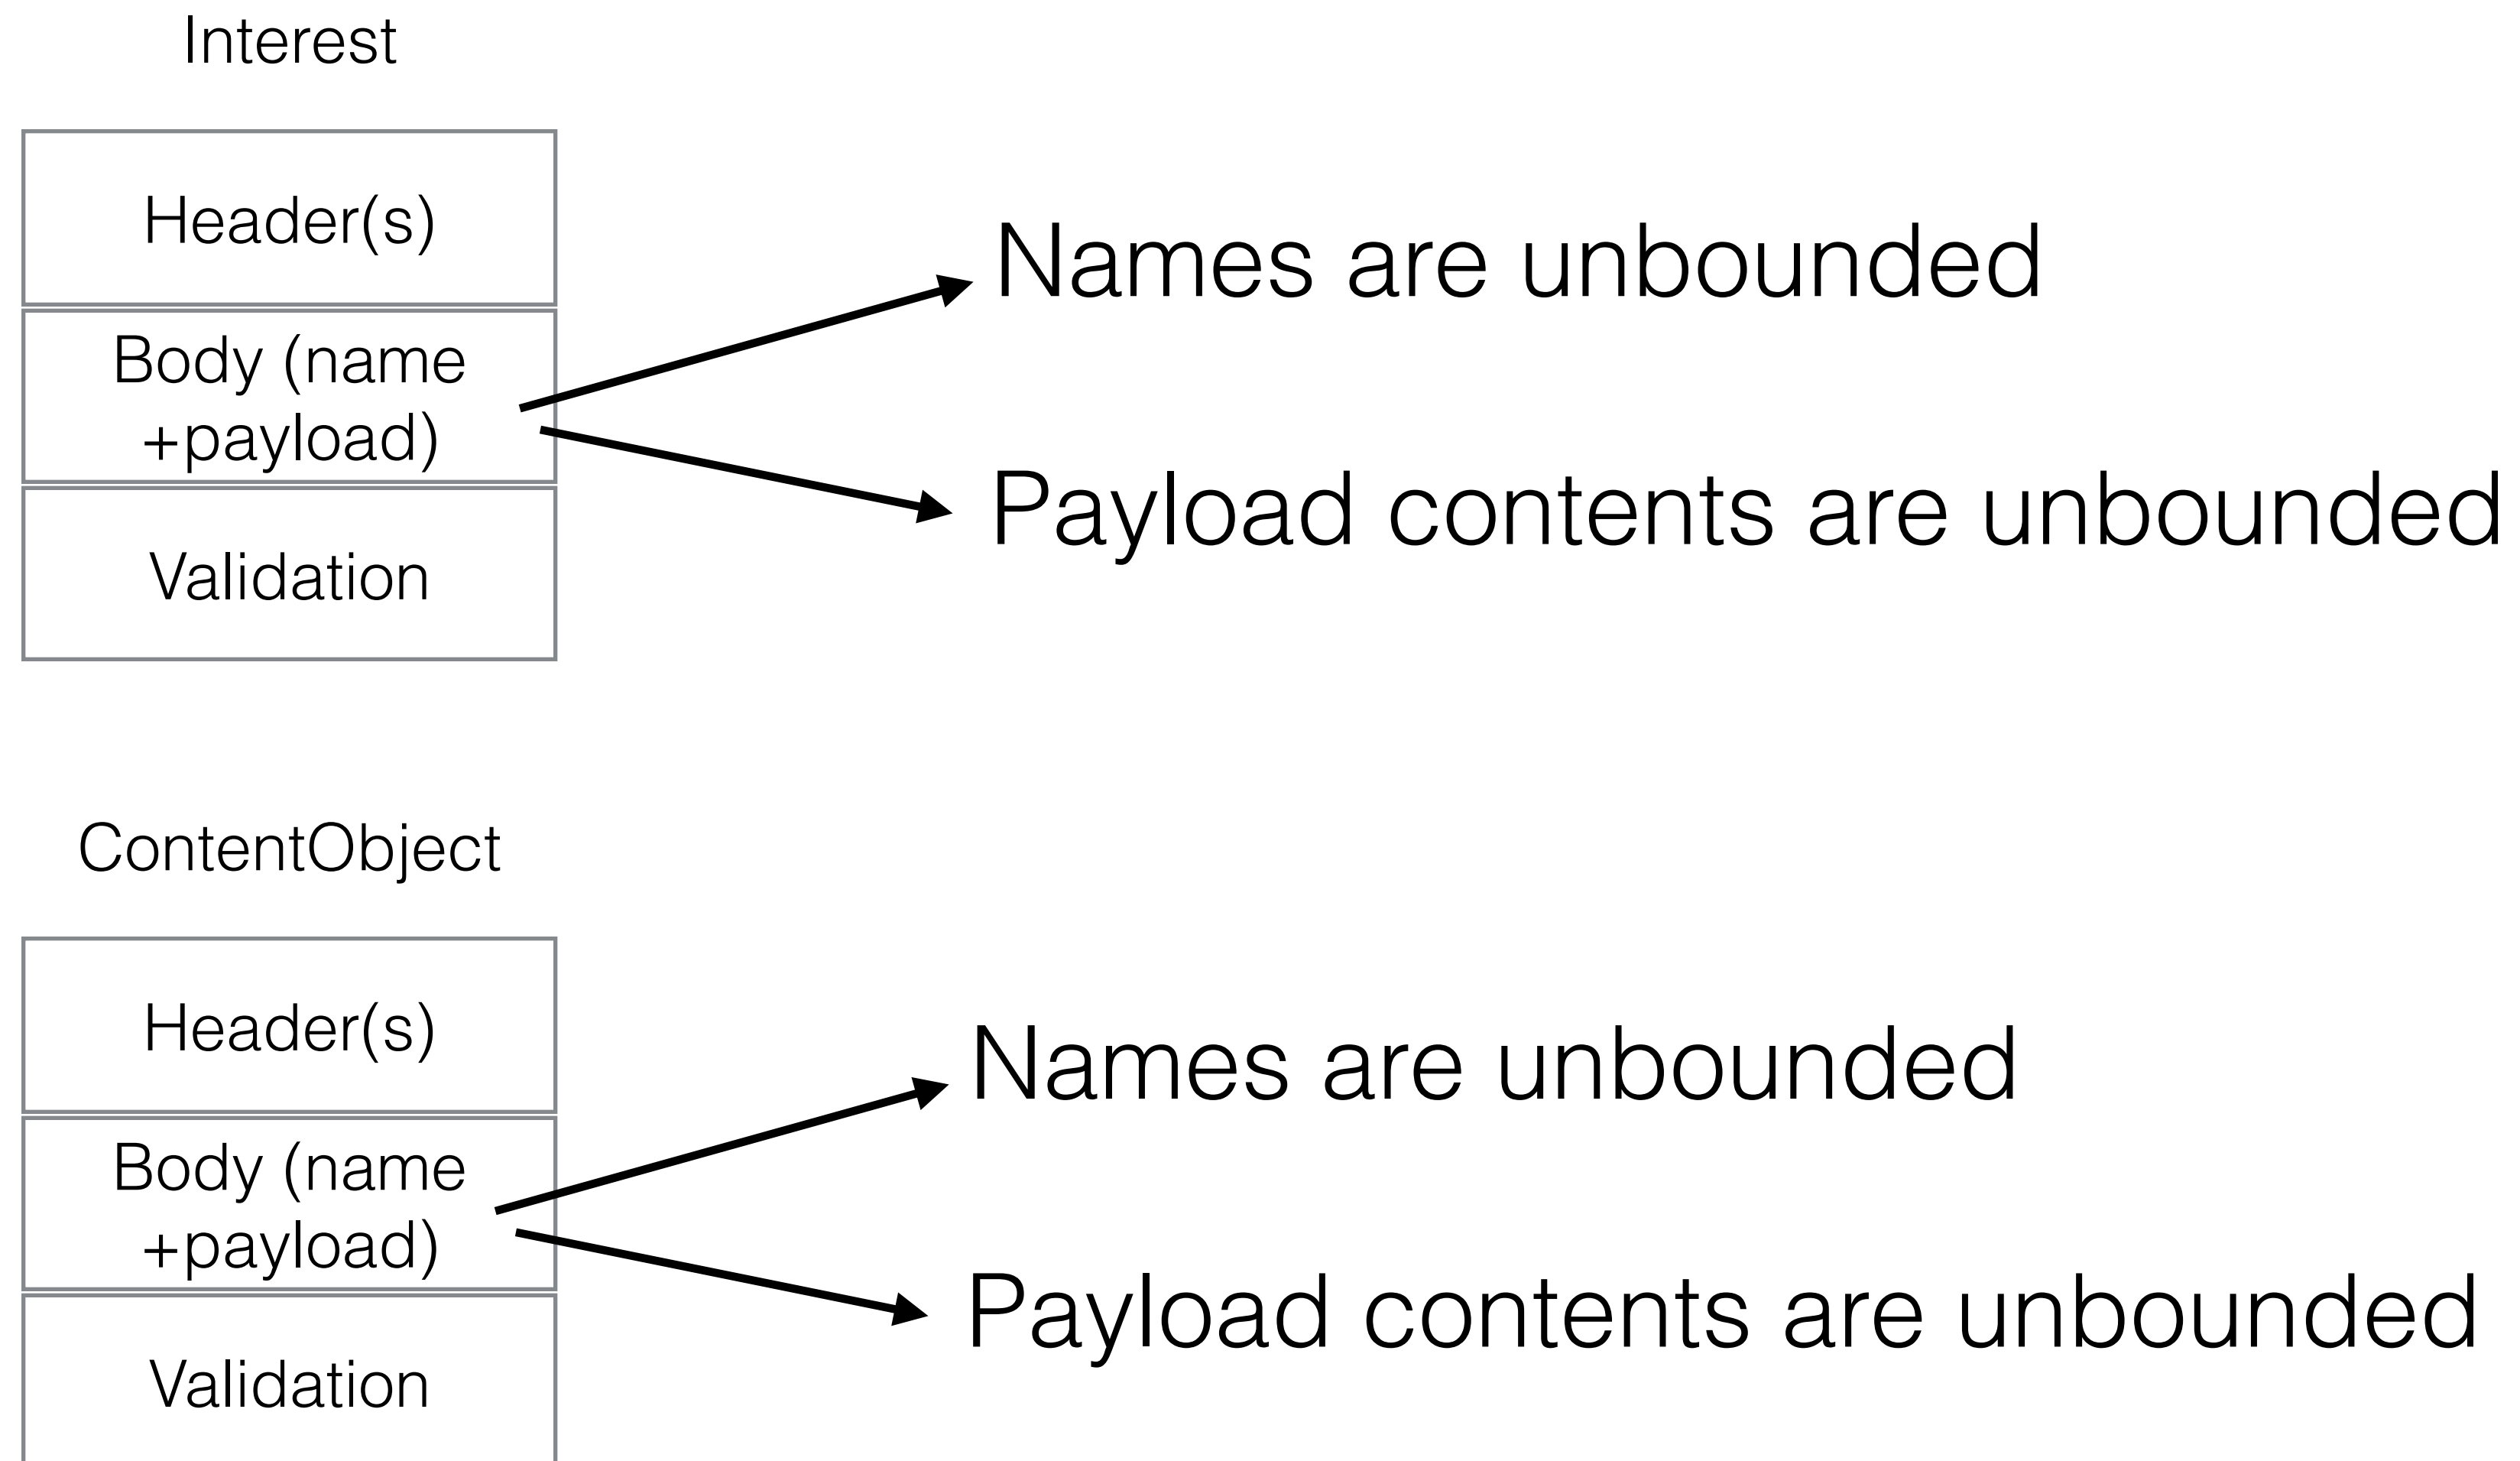 Interest
Header(s)
Names are unbounded
Body (name
+payload)
Payload contents are unbounded
Validation
ContentObject
Header(s)
Names are unbounded
Body (name
+payload)
Payload contents are unbounded
Validation